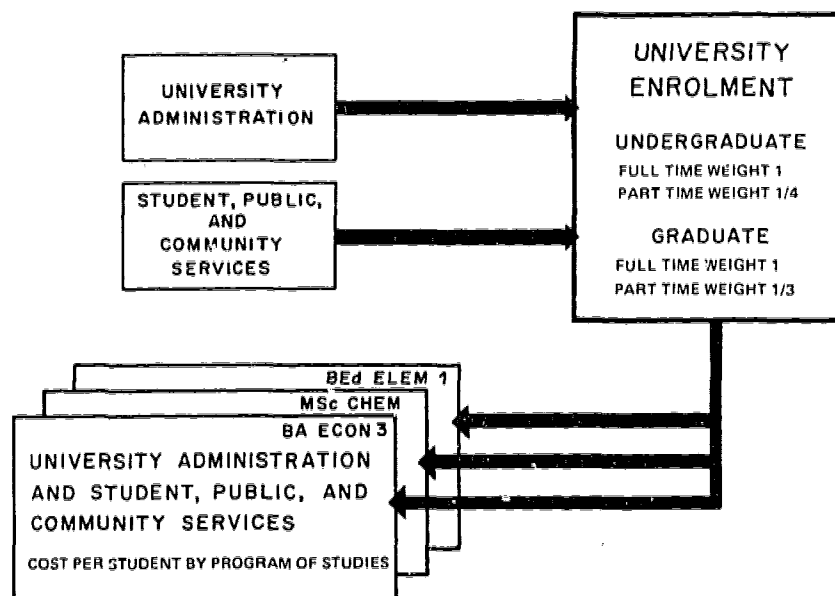 UNIVERSITY
ADMINISTRATION
STUDENT, PUBLIC,
AND
COMMUNITY
SERVICES
UNIVERSITY
ENROLMENT
UNDERGRADUATE
FULL TIME WEIGHT 1
PART TIME WEIGHT 1/4
GRADUATE
FULL TIME WEIGHT 1
PART TIME WEIGHT 1/3
BEd ELEM 1
MSc CHEM
BA ECON 3
UNIVERSITY ADMINISTRATION
AND STUDENT, PUBLIC, AND
COMMUNITY SERVICES
COST PER STUDENT BY PROGRAM OF STUDIES